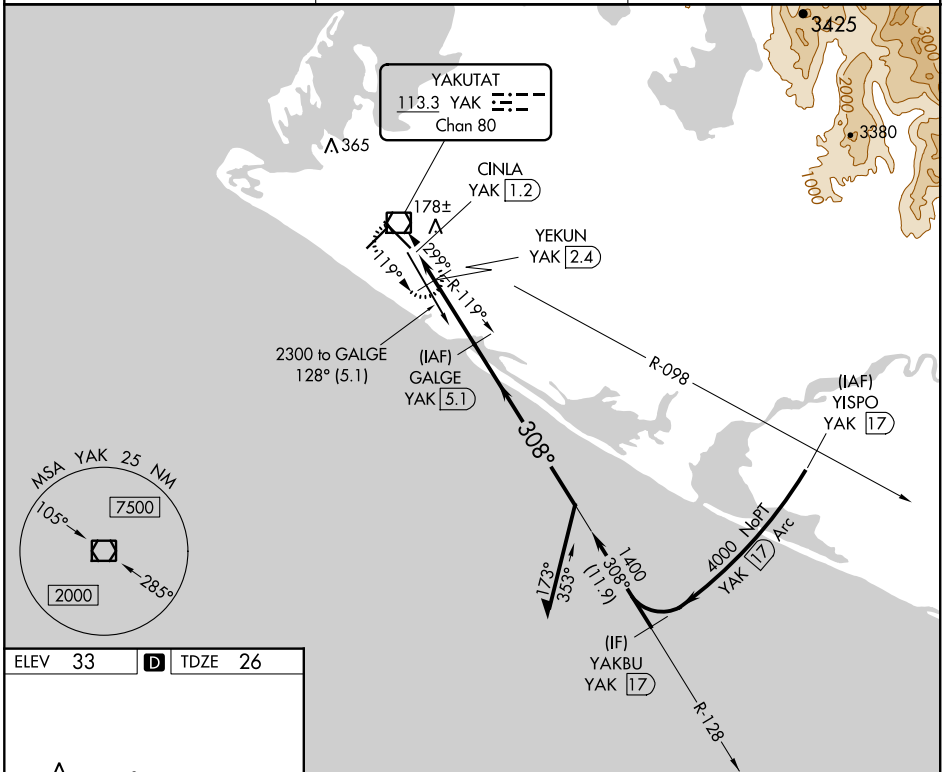 3425
3000
2000
3380
1000
YAKUTAT
113.3 YAK
Chan 80
365
CINLA
YAK 1.2
178±
YEKUN
YAK 2.4
299°
R-119°
119°
2300 to GALGE
128° (5.1)
(IAF)
GALGE
YAK 5.1
R-098
(IAF)
YISPO
YAK 17
308°
MSA YAK 25 NM
105°
7500
2000
285°
4000 NoPT
YAK 17 Arc
1400
308°
(11.9)
173°
353°
(IF)
YAKBU
YAK 17
R-128
ELEV 33 D TDZE 26